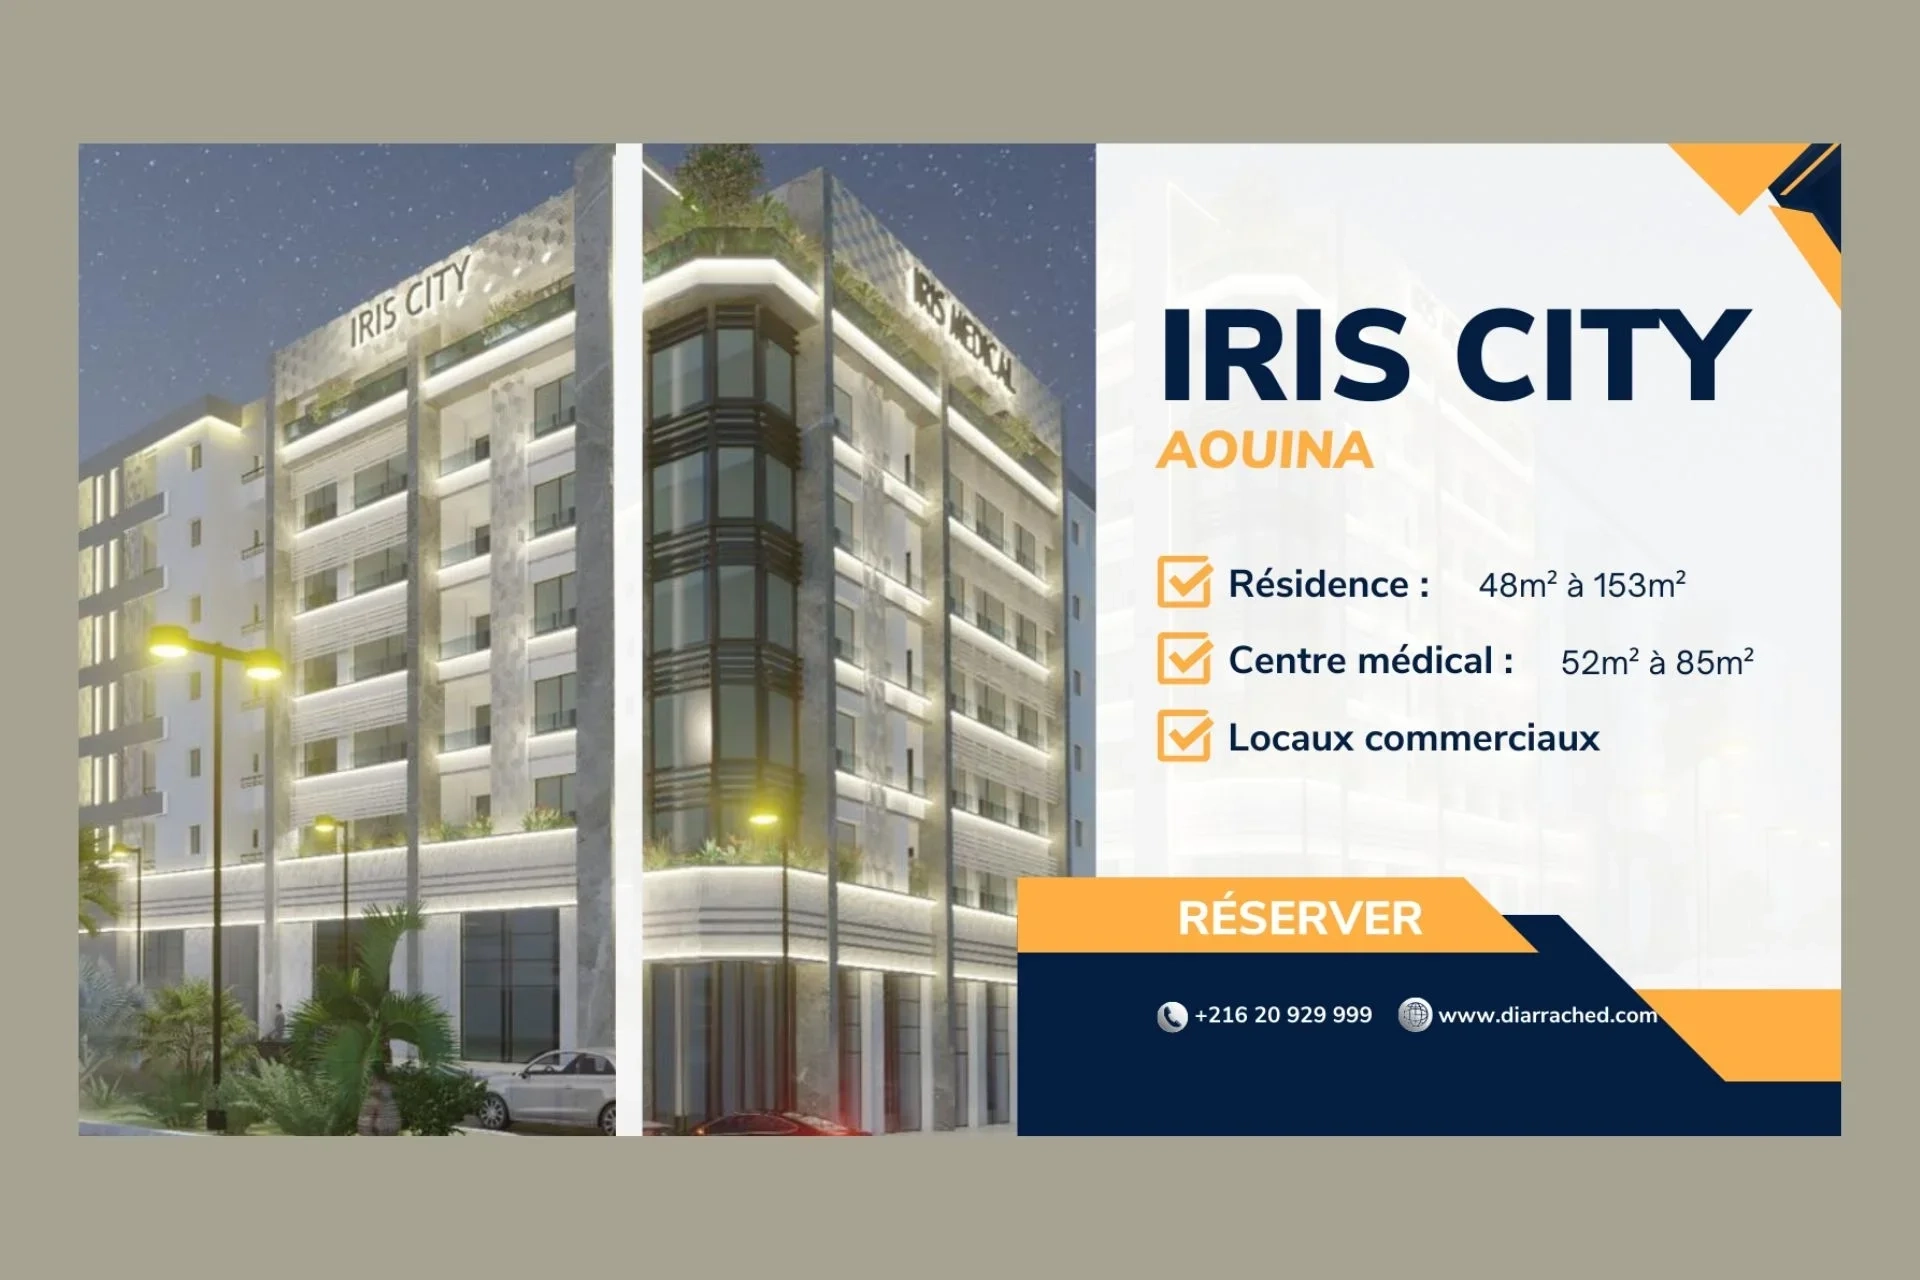 IRIS CITY
IRIS MEDICAL
IRIS CITY
AOUINA
Résidence : 48m² à 153m²
Centre médical : 52m² à 85m²
Locaux commerciaux
RÉSERVER
+216 20 929 999 www.diarrached.com